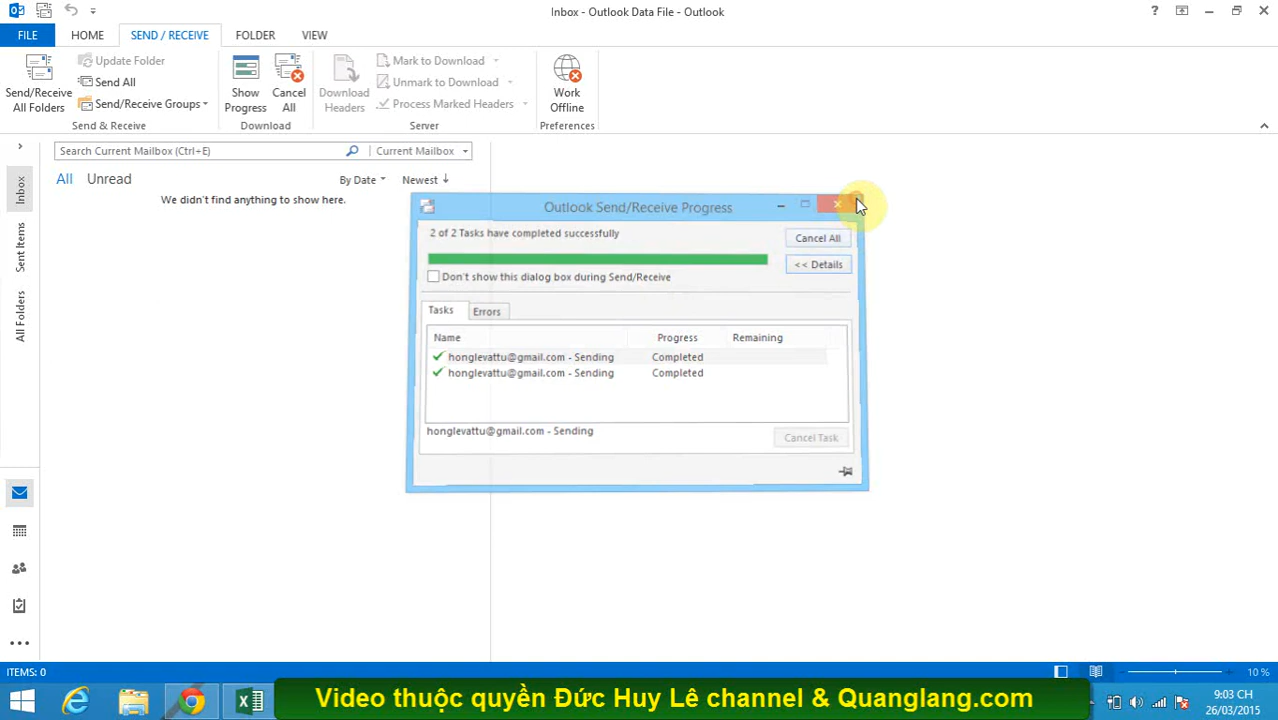 Inbox - Outlook Data File - Outlook
FILE HOME SEND / RECEIVE FOLDER VIEW
Send/Receive All Folders
Update Folder
Send All
Send/Receive Groups
Send & Receive
Show Progress
Cancel All
Download
Download Headers
Mark to Download
Unmark to Download
Process Marked Headers
Server
Work Offline
Preferences
Search Current Mailbox (Ctrl+E) Current Mailbox
All Unread By Date Newest
We didn't find anything to show here.
Inbox
Sent Items
All Folders
Outlook Send/Receive Progress
2 of 2 Tasks have completed successfully
Cancel All
<< Details
Don't show this dialog box during Send/Receive
Tasks Errors
Name Progress Remaining
honglevattu@gmail.com - Sending Completed
honglevattu@gmail.com - Sending Completed
honglevattu@gmail.com - Sending
Cancel Task
ITEMS: 0 10 %
Video thuộc quyền Đức Huy Lê channel & Quanglang.com
9:03 CH
26/03/2015